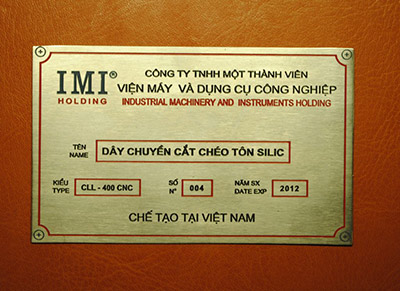 IMI®
HOLDING
CÔNG TY TNHH MỘT THÀNH VIÊN
VIỆN MÁY VÀ DỤNG CỤ CÔNG NGHIỆP
INDUSTRIAL MACHINERY AND INSTRUMENTS HOLDING
TÊN
NAME
DÂY CHUYỀN CẮT CHÉO TÔN SILIC
KIỂU
TYPE
CLL - 400 CNC
SỐ
Nº
004
NĂM SX
DATE EXP
2012
CHẾ TẠO TẠI VIỆT NAM